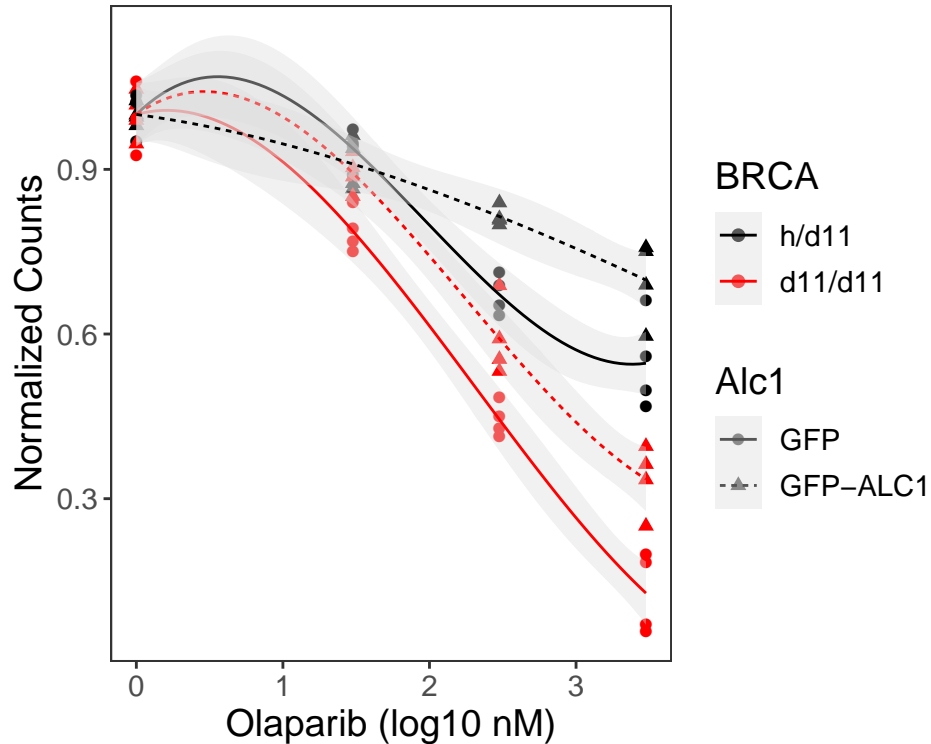 Normalized Counts
0.9
0.6
0.3
0 1 2 3
Olaparib (log10 nM)
BRCA
h/d11
d11/d11
Alc1
GFP
GFP−ALC1